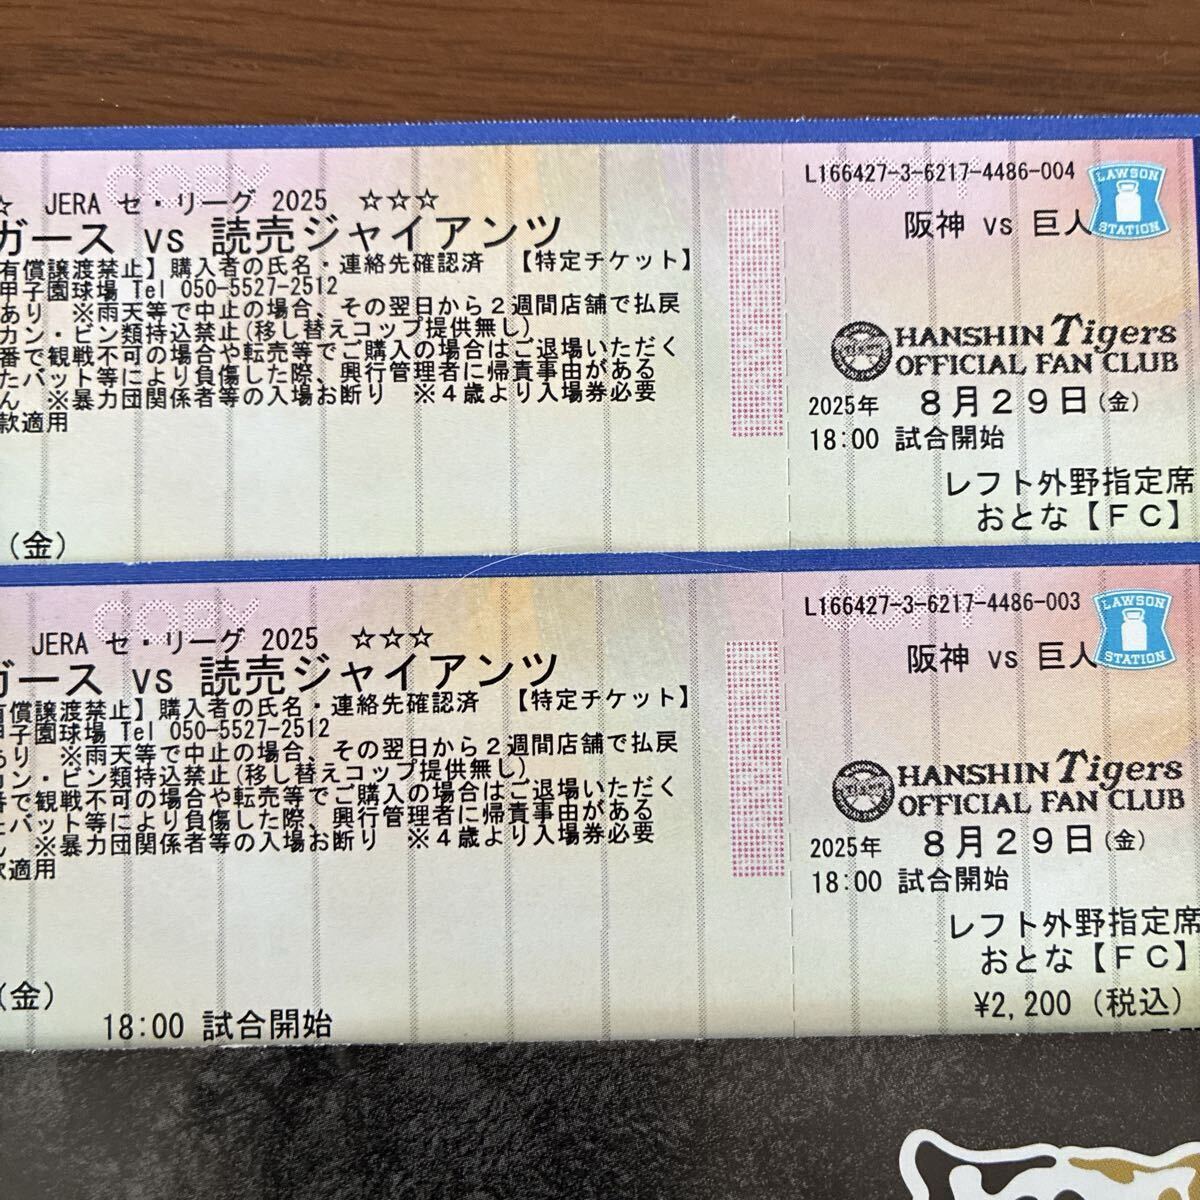 COPY
☆ JERA セ・リーグ 2025 ☆☆☆
ガース vs 読売ジャイアンツ
有償譲渡禁止】購入者の氏名・連絡先確認済 【特定チケット】
甲子園球場 Tel 050-5527-2512
あり ※雨天等で中止の場合、その翌日から２週間店舗で払戻
カン・ビン類持込禁止(移し替えコップ提供無し)
番で観戦不可の場合や転売等でご購入の場合はご退場いただく
たバット等により負傷した際、興行管理者に帰責事由がある
ん ※暴力団関係者等の入場お断り ※４歳より入場券必要
款適用
(金)
L166427-3-6217-4486-004
LAWSON STATION
阪神 vs 巨人
HANSHIN Tigers
OFFICIAL FAN CLUB
2025年 ８月２９日(金)
18:00 試合開始
レフト外野指定席
おとな【ＦＣ】
COPY
JERA セ・リーグ 2025 ☆☆☆
ガース vs 読売ジャイアンツ
有償譲渡禁止】購入者の氏名・連絡先確認済 【特定チケット】
甲子園球場 Tel 050-5527-2512
あり ※雨天等で中止の場合、その翌日から２週間店舗で払戻
カン・ビン類持込禁止(移し替えコップ提供無し)
番で観戦不可の場合や転売等でご購入の場合はご退場いただく
たバット等により負傷した際、興行管理者に帰責事由がある
ん ※暴力団関係者等の入場お断り ※４歳より入場券必要
款適用
(金)
18:00 試合開始
L166427-3-6217-4486-003
LAWSON STATION
阪神 vs 巨人
HANSHIN Tigers
OFFICIAL FAN CLUB
2025年 ８月２９日(金)
18:00 試合開始
レフト外野指定席
おとな【ＦＣ】
¥2,200 (税込)